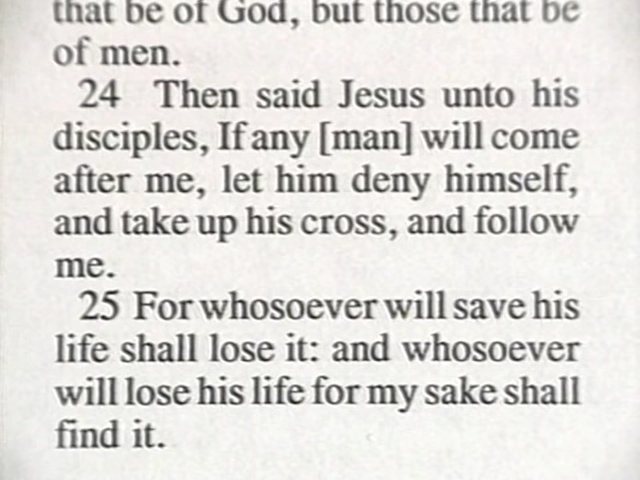 that be of God, but those that be
of men.
24 Then said Jesus unto his
disciples, If any [man] will come
after me, let him deny himself,
and take up his cross, and follow
me.
25 For whosoever will save his
life shall lose it: and whosoever
will lose his life for my sake shall
find it.